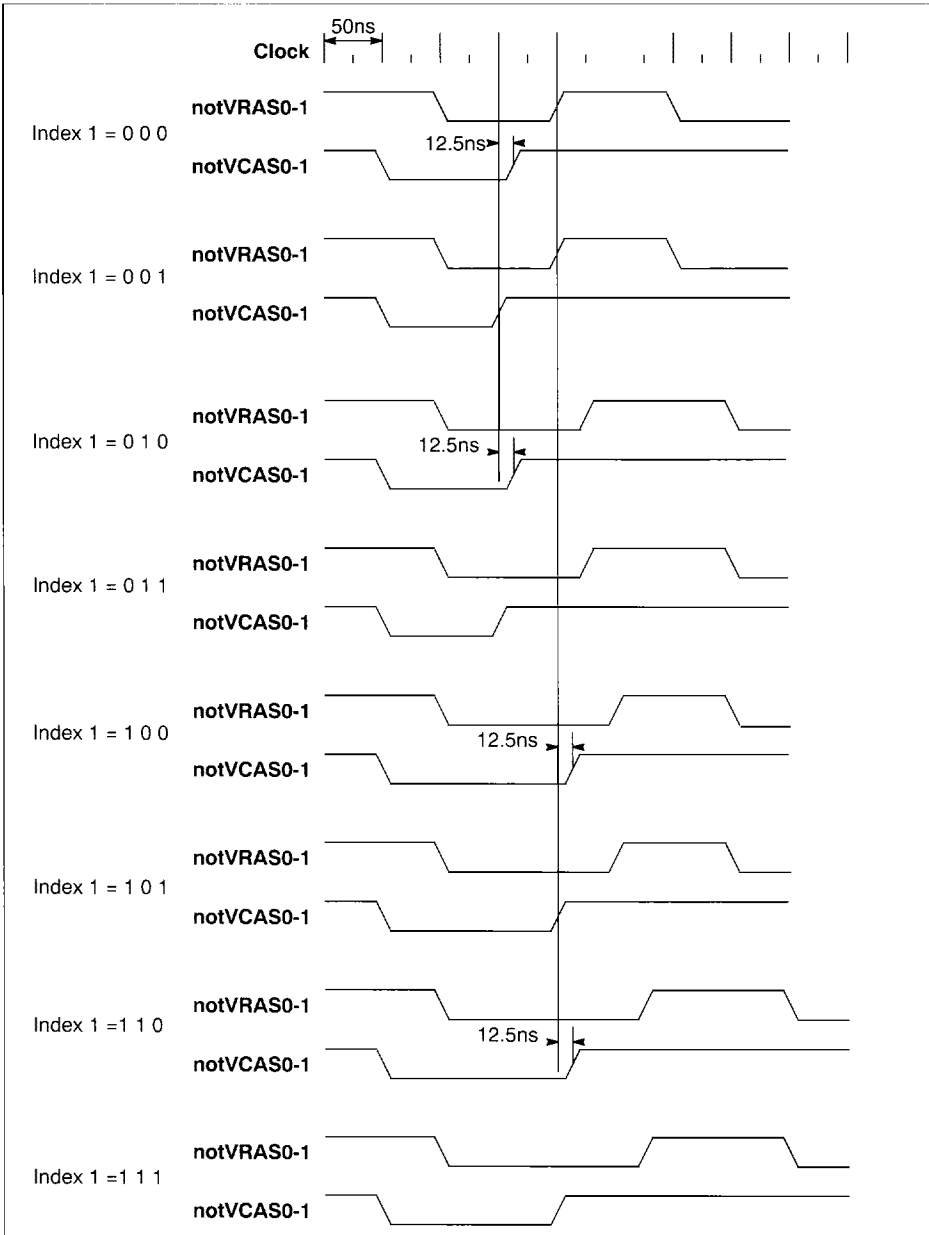 50ns
Clock
notVRAS0-1
Index 1 = 0 0 0
12.5ns
notVCAS0-1
notVRAS0-1
Index 1 = 0 0 1
notVCAS0-1
notVRAS0-1
Index 1 = 0 1 0
12.5ns
notVCAS0-1
notVRAS0-1
Index 1 = 0 1 1
notVCAS0-1
notVRAS0-1
Index 1 = 1 0 0
12.5ns
notVCAS0-1
notVRAS0-1
Index 1 = 1 0 1
notVCAS0-1
notVRAS0-1
Index 1 =1 1 0
12.5ns
notVCAS0-1
notVRAS0-1
Index 1 =1 1 1
notVCAS0-1